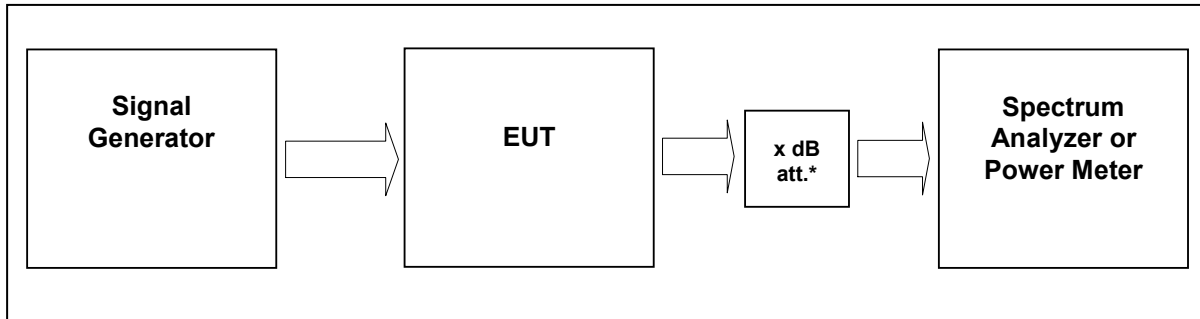 Signal
Generator
EUT
x dB
att.*
Spectrum
Analyzer or
Power Meter